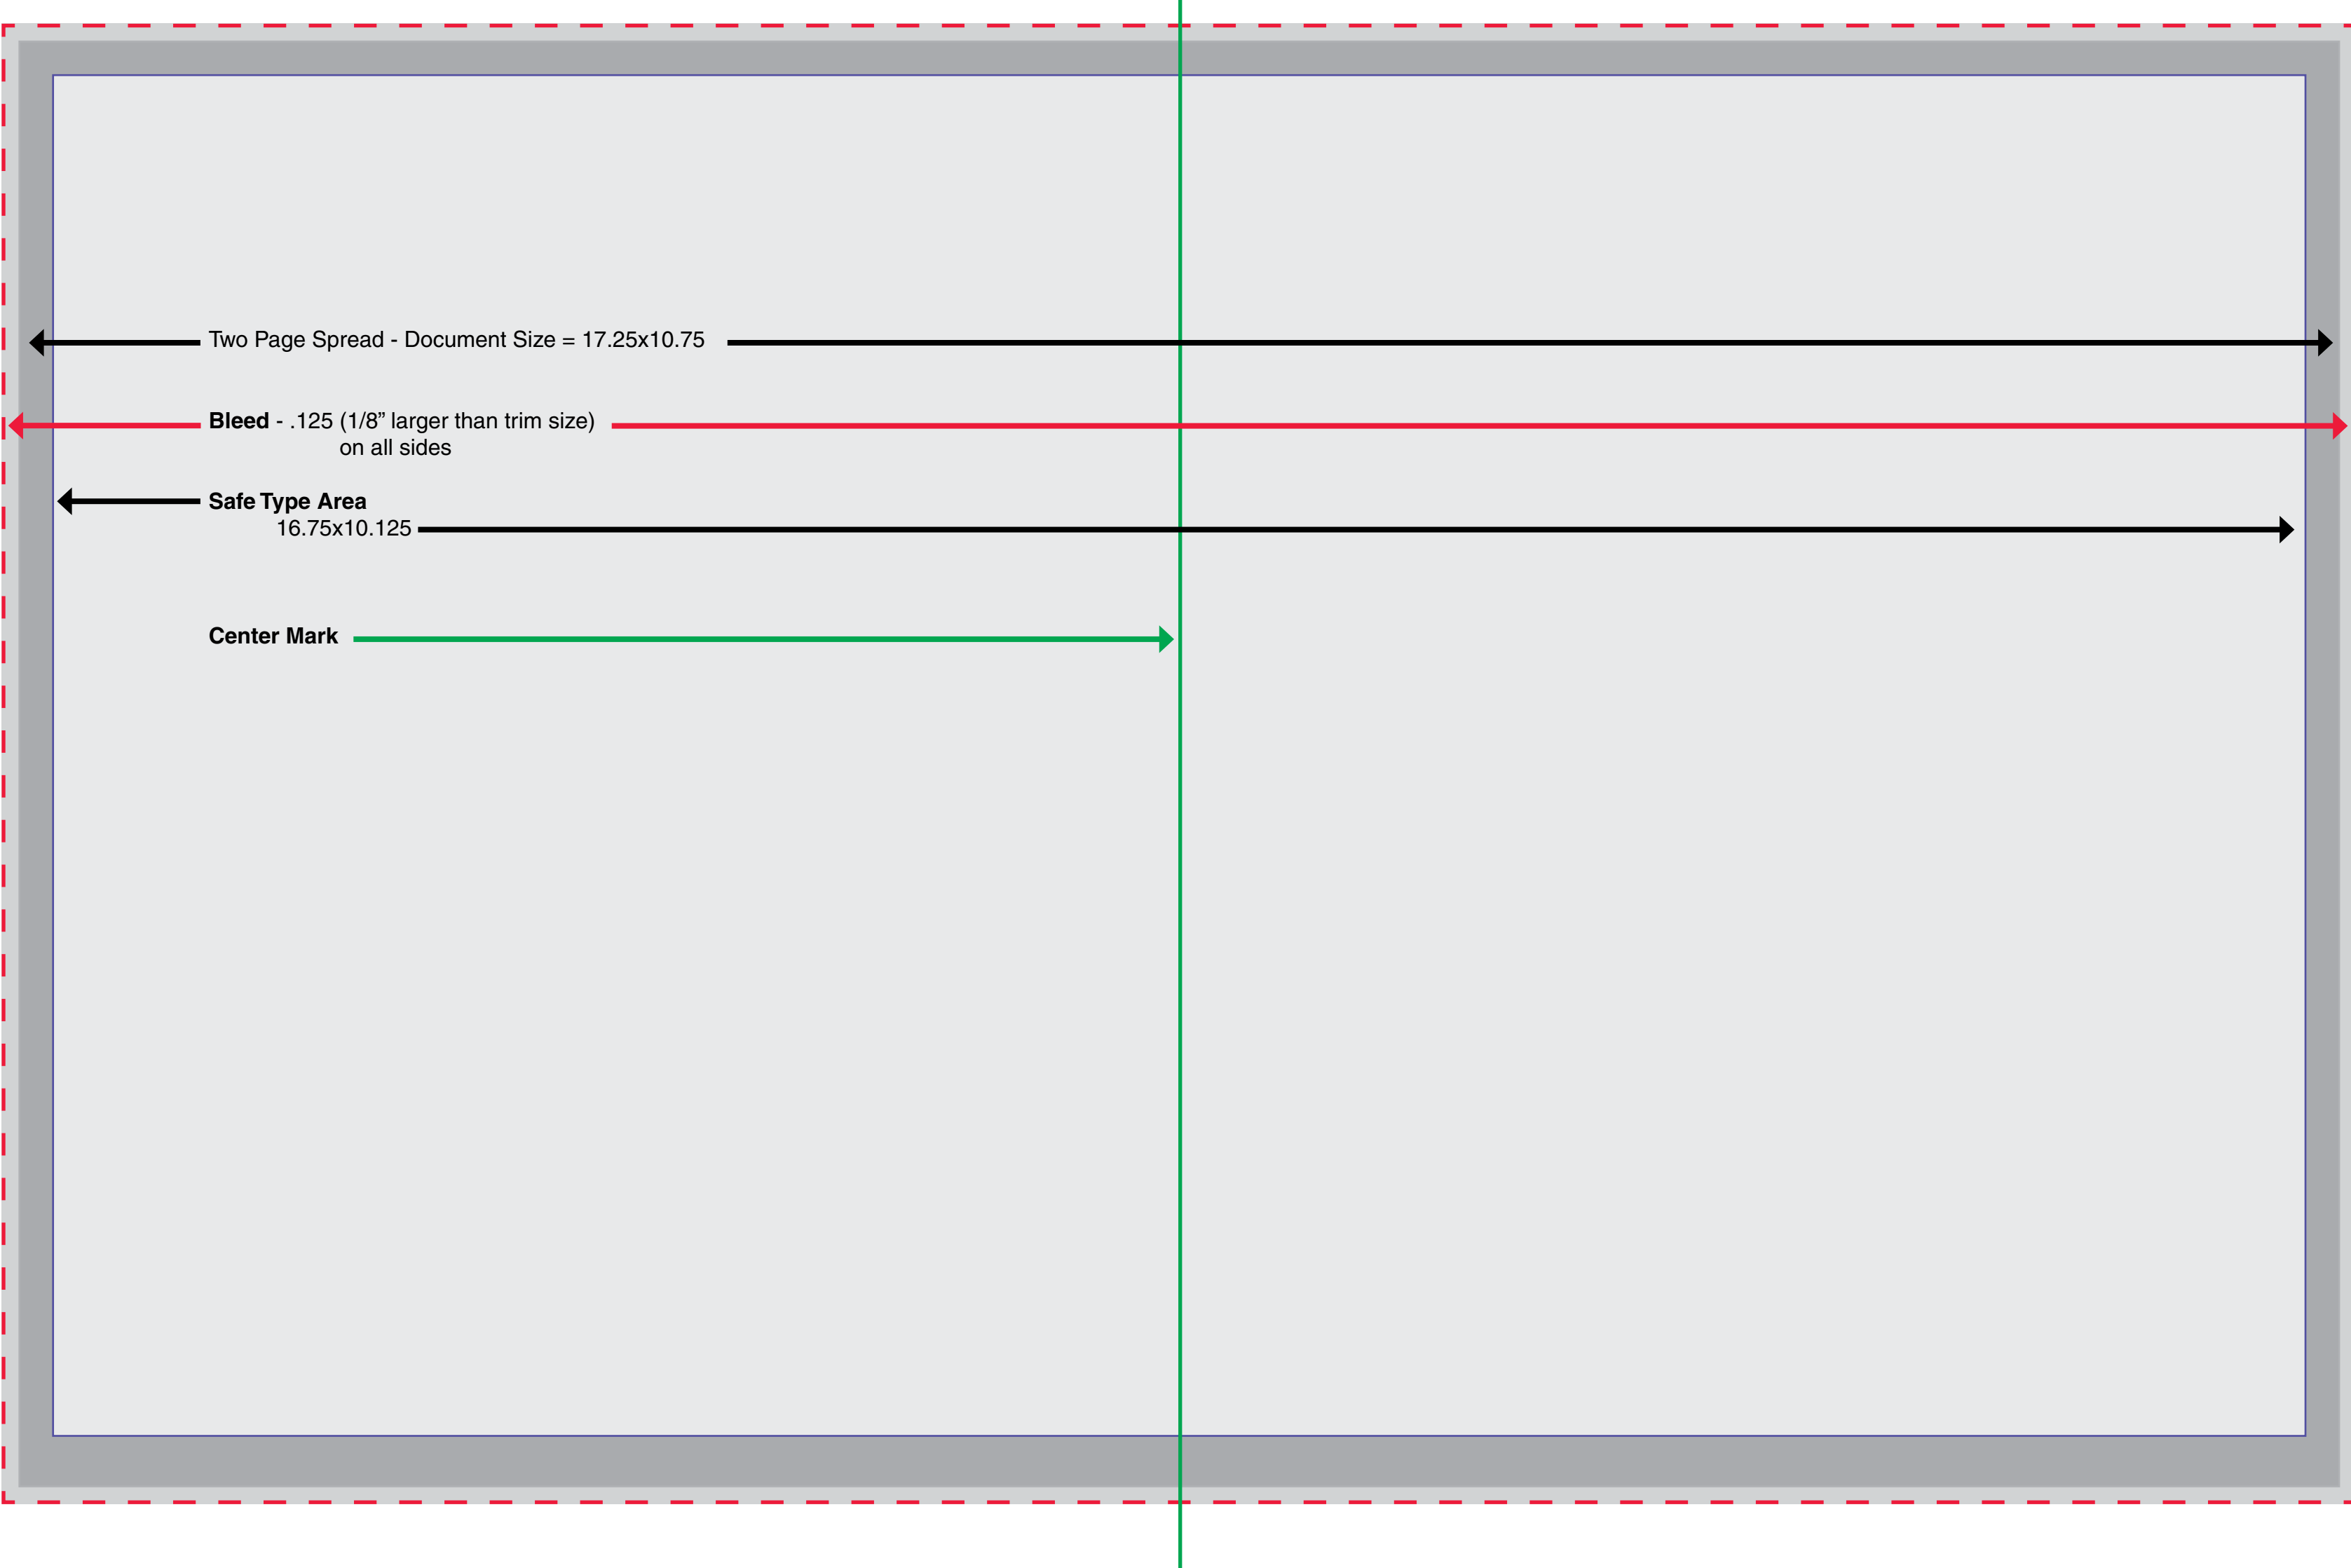 Two Page Spread - Document Size = 17.25x10.75
Bleed - .125 (1/8” larger than trim size)
on all sides
Safe Type Area
16.75x10.125
Center Mark